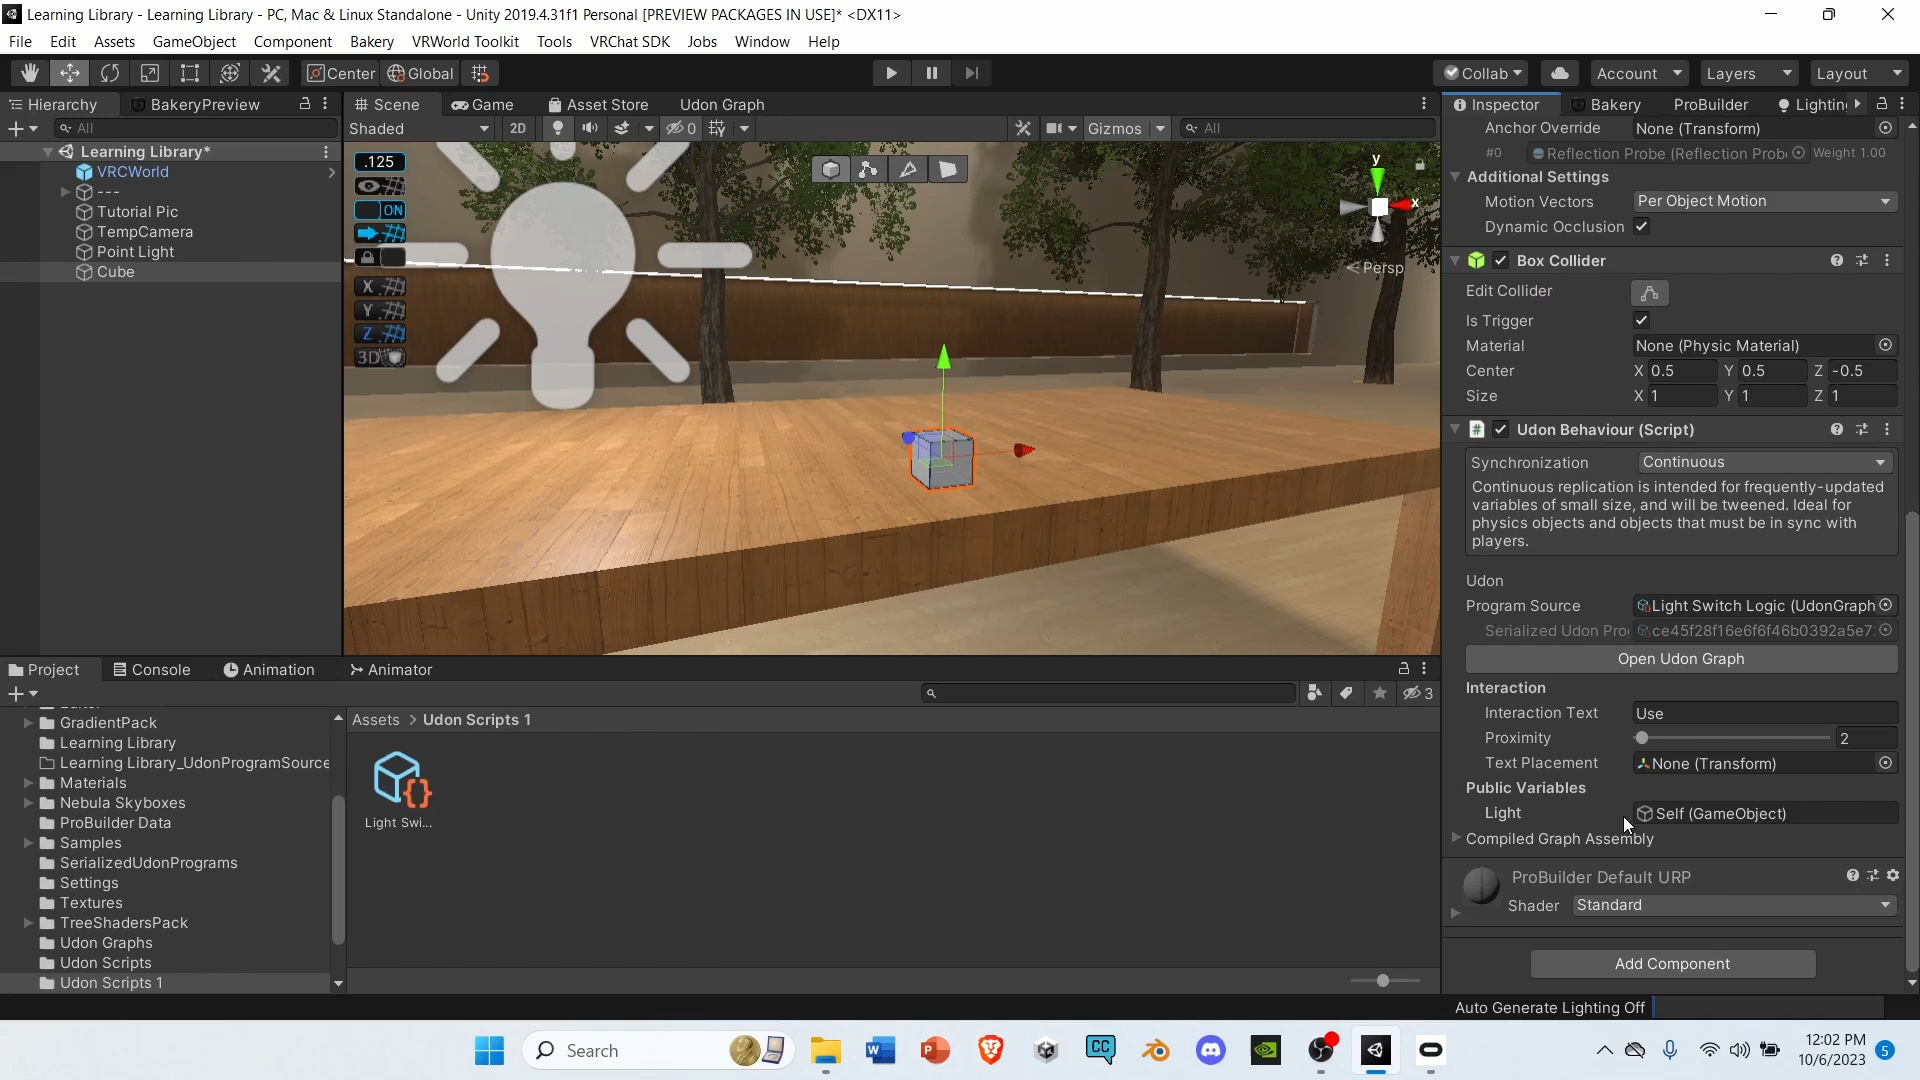 Learning Library - Learning Library - PC, Mac & Linux Standalone - Unity 2019.4.31f1 Personal [PREVIEW PACKAGES IN USE]* <DX11>
File Edit Assets GameObject Component Bakery VRWorld Toolkit Tools VRChat SDK Jobs Window Help
Center Global Collab Account Layers Layout
Hierarchy BakeryPreview
All
Learning Library*
VRCWorld
---
Tutorial Pic
TempCamera
Point Light
Cube
Scene Game Asset Store Udon Graph
Shaded 2D 0 Gizmos All
.125
ON
X
Y
Z
3D
y
x
Persp
Inspector Bakery ProBuilder Lightin
Anchor Override None (Transform)
#0 Reflection Probe (Reflection Prob Weight 1.00
Additional Settings
Motion Vectors Per Object Motion
Dynamic Occlusion
Box Collider
Edit Collider
Is Trigger
Material None (Physic Material)
Center X 0.5 Y 0.5 Z -0.5
Size X 1 Y 1 Z 1
Udon Behaviour (Script)
Synchronization Continuous
Continuous replication is intended for frequently-updated
variables of small size, and will be tweened. Ideal for
physics objects and objects that must be in sync with
players.
Udon
Program Source Light Switch Logic (UdonGraph
Serialized Udon Pro ce45f28f16e6f6f46b0392a5e7
Open Udon Graph
Interaction
Interaction Text Use
Proximity 2
Text Placement None (Transform)
Public Variables
Light Self (GameObject)
Compiled Graph Assembly
ProBuilder Default URP
Shader Standard
Add Component
Auto Generate Lighting Off
Project Console Animation Animator
3
GradientPack
Learning Library
Learning Library_UdonProgramSource
Materials
Nebula Skyboxes
ProBuilder Data
Samples
SerializedUdonPrograms
Settings
Textures
TreeShadersPack
Udon Graphs
Udon Scripts
Udon Scripts 1
Assets > Udon Scripts 1
Light Swi...
Search
CC
12:02 PM
10/6/2023
5